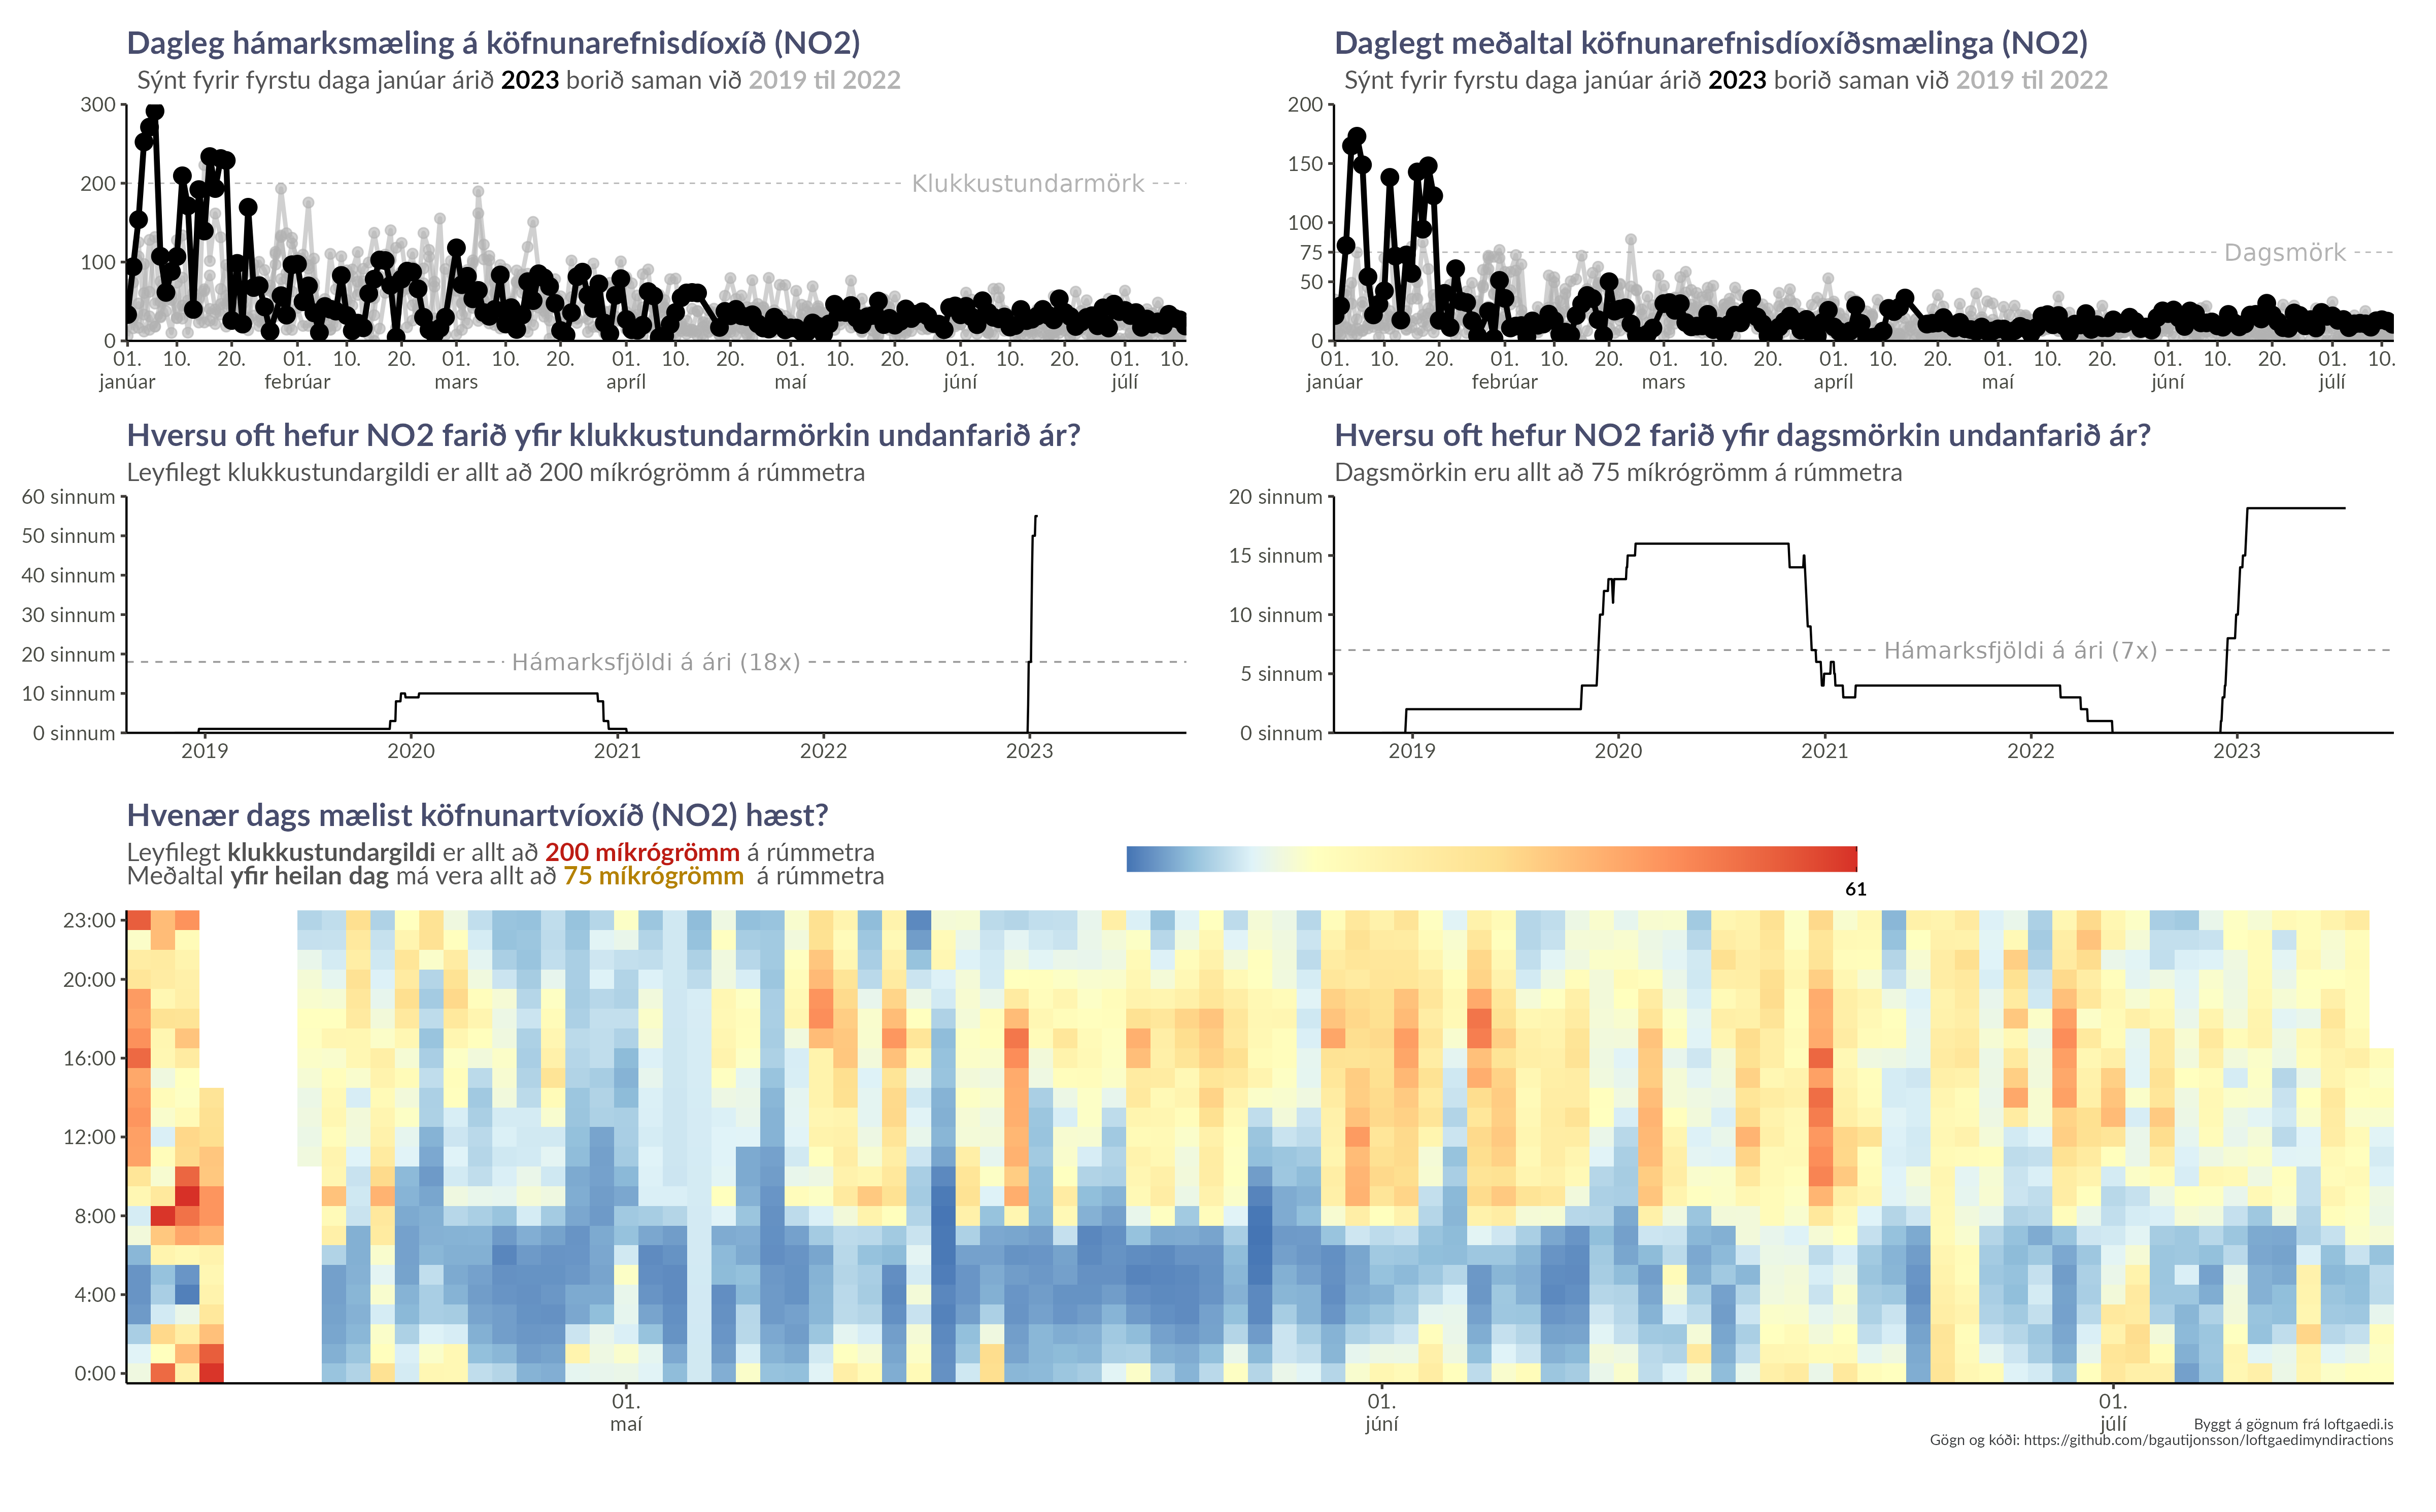 Dagleg hámarksmæling á köfnunarefnisdíoxíð (NO2)
Sýnt fyrir fyrstu daga janúar árið 2023 borið saman við 2019 til 2022
300
200
100
0
Klukkustundarmörk
01. 10. 20. 01. 10. 20. 01. 10. 20. 01. 10. 20. 01. 10. 20. 01. 10. 20. 01. 10.
janúar febrúar mars apríl maí júní júlí
Daglegt meðaltal köfnunarefnisdíoxíðsmælinga (NO2)
Sýnt fyrir fyrstu daga janúar árið 2023 borið saman við 2019 til 2022
200
150
100
75
50
0
Dagsmörk
01. 10. 20. 01. 10. 20. 01. 10. 20. 01. 10. 20. 01. 10. 20. 01. 10. 20. 01. 10.
janúar febrúar mars apríl maí júní júlí
Hversu oft hefur NO2 farið yfir klukkustundarmörkin undanfarið ár?
Leyfilegt klukkustundargildi er allt að 200 míkrógrömm á rúmmetra
60 sinnum
50 sinnum
40 sinnum
30 sinnum
20 sinnum
10 sinnum
0 sinnum
Hámarksfjöldi á ári (18x)
2019 2020 2021 2022 2023
Hversu oft hefur NO2 farið yfir dagsmörkin undanfarið ár?
Dagsmörkin eru allt að 75 míkrógrömm á rúmmetra
20 sinnum
15 sinnum
10 sinnum
5 sinnum
0 sinnum
Hámarksfjöldi á ári (7x)
2019 2020 2021 2022 2023
Hvenær dags mælist köfnunartvíoxíð (NO2) hæst?
Leyfilegt klukkustundargildi er allt að 200 míkrógrömm á rúmmetra
Meðaltal yfir heilan dag má vera allt að 75 míkrógrömm á rúmmetra
61
23:00
20:00
16:00
12:00
8:00
4:00
0:00
01. 01. 01.
maí júní júlí
Byggt á gögnum frá loftgaedi.is
Gögn og kóði: https://github.com/bgautijonsson/loftgaedimyndiractions